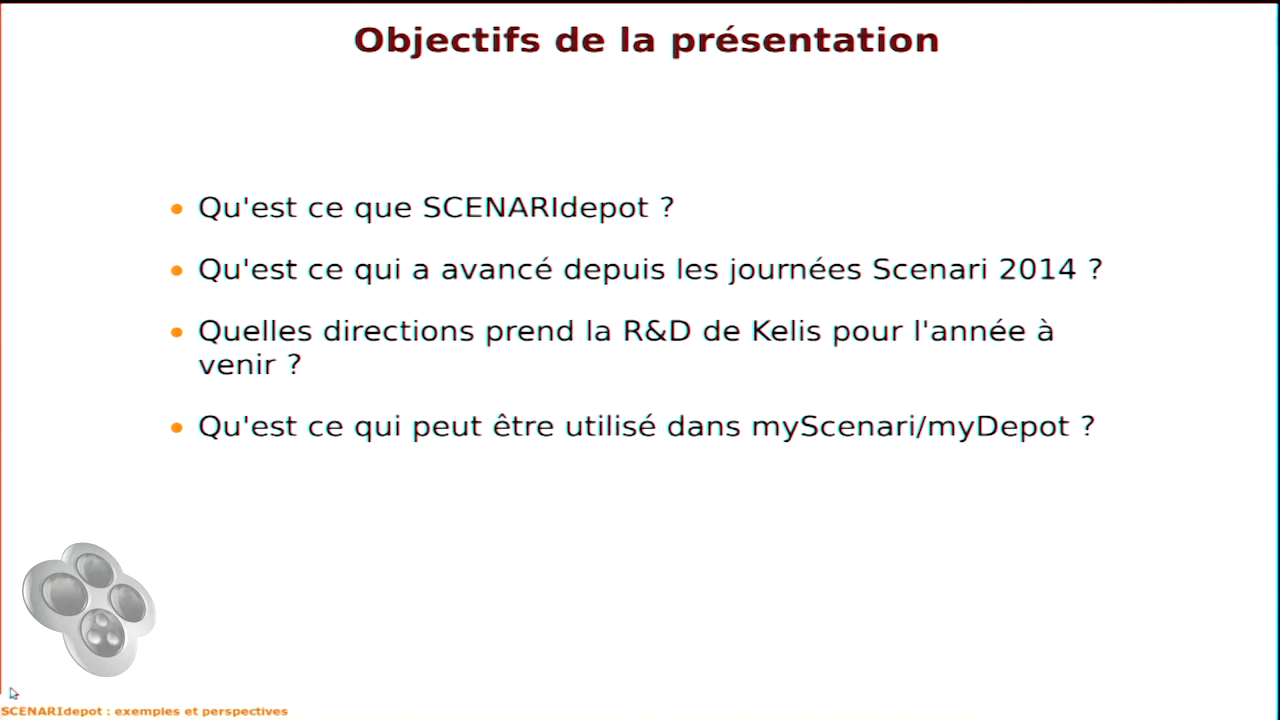 Objectifs de la présentation
Qu'est ce que SCENARIdepot ?
Qu'est ce qui a avancé depuis les journées Scenari 2014 ?
Quelles directions prend la R&D de Kelis pour l'année à
venir ?
Qu'est ce qui peut être utilisé dans myScenari/myDepot ?
SCENARIdepot : exemples et perspectives